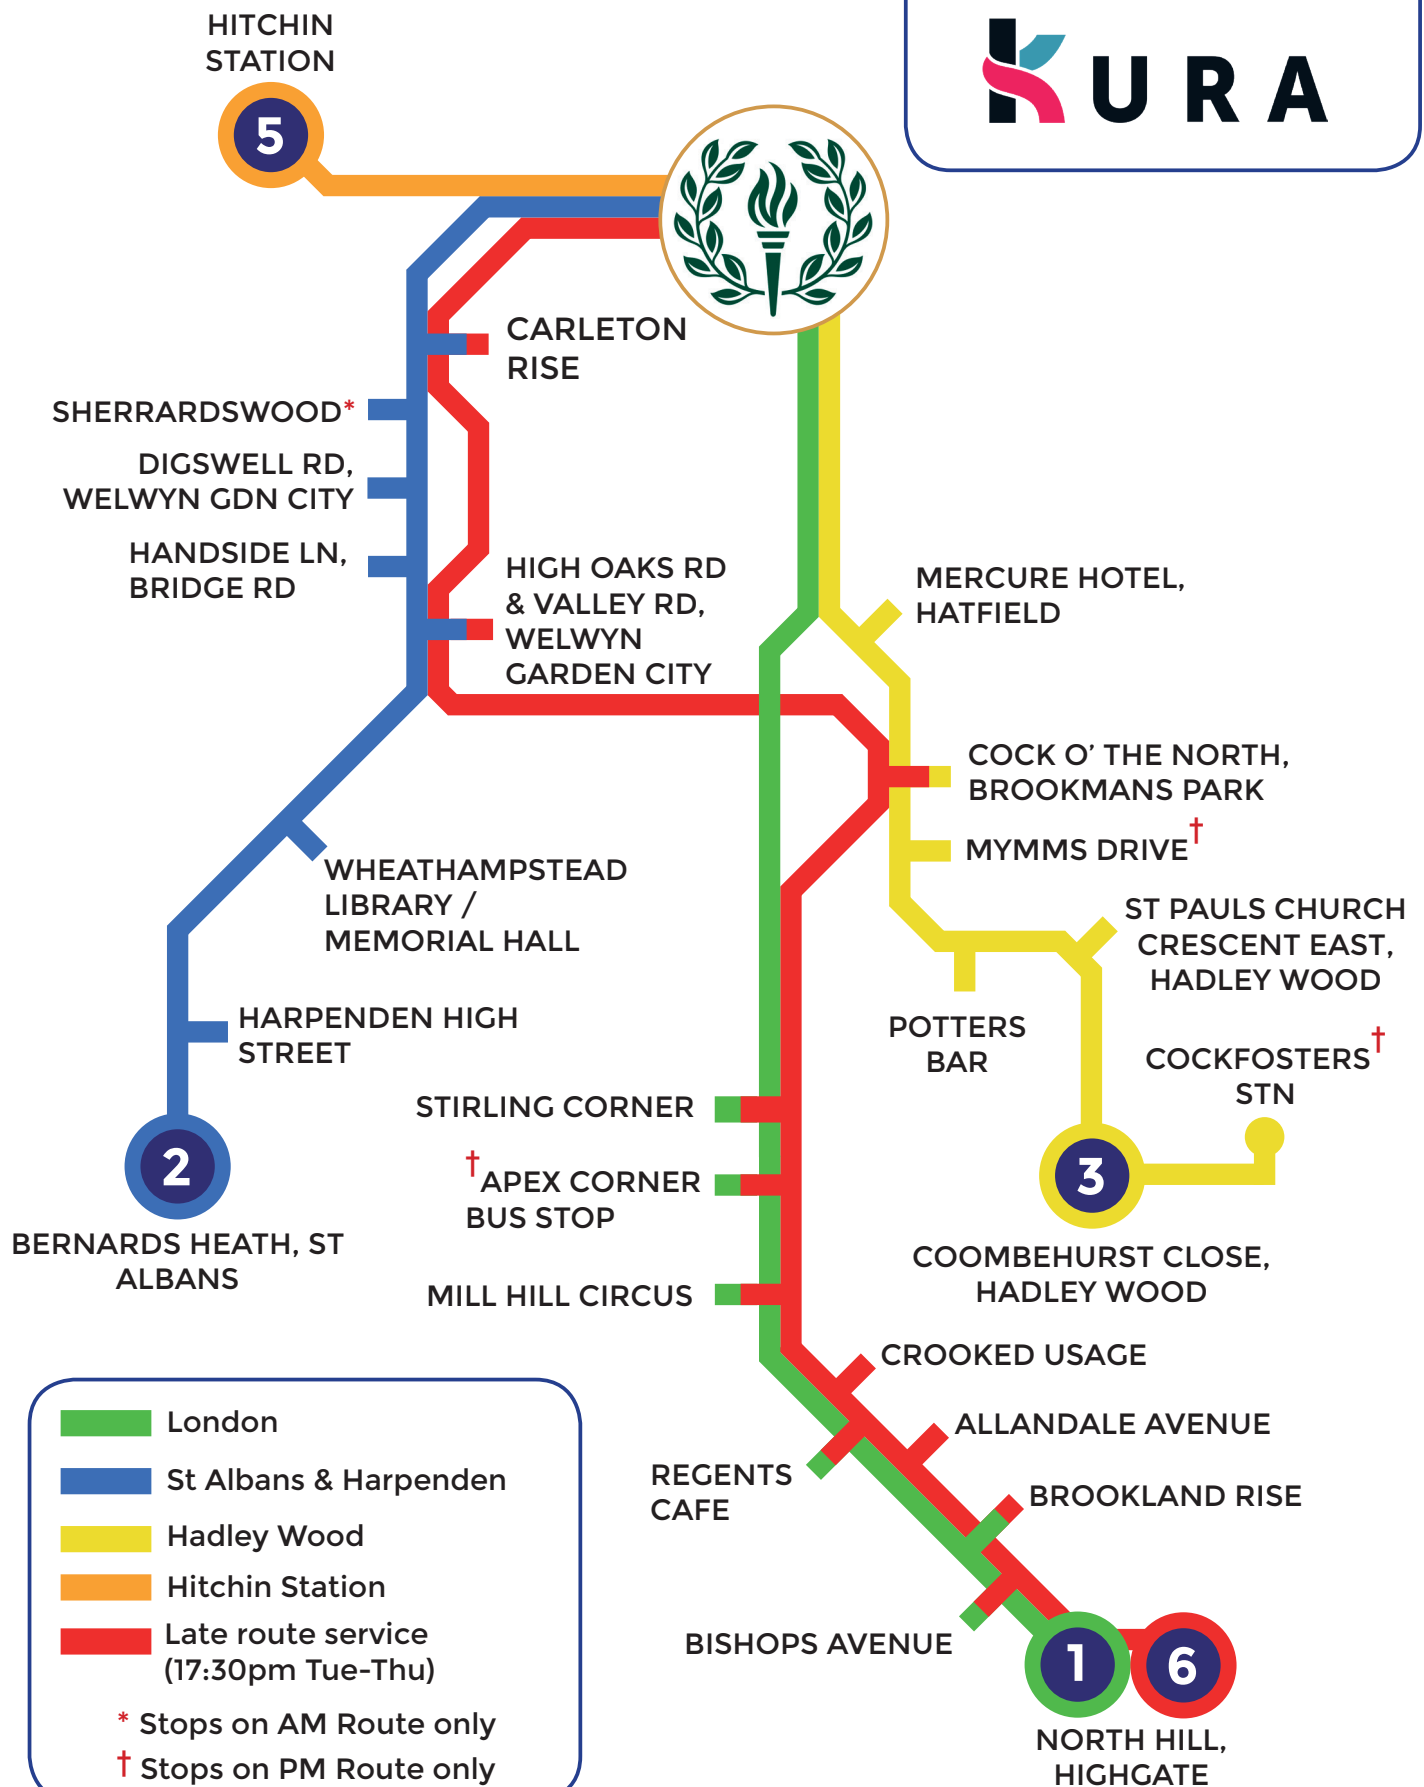 HITCHIN
STATION
5
KURA
CARLETON
RISE
SHERRARDSWOOD*
DIGSWELL RD,
WELWYN GDN CITY
HANDSIDE LN,
BRIDGE RD
HIGH OAKS RD
& VALLEY RD,
WELWYN
GARDEN CITY
MERCURE HOTEL,
HATFIELD
COCK O’ THE NORTH,
BROOKMANS PARK
MYMMS DRIVE†
WHEATHAMPSTEAD
LIBRARY /
MEMORIAL HALL
ST PAULS CHURCH
CRESCENT EAST,
HADLEY WOOD
POTTERS
BAR
HARPENDEN HIGH
STREET
COCKFOSTERS†
STN
STIRLING CORNER
†APEX CORNER
BUS STOP
2
BERNARDS HEATH, ST
ALBANS
3
COOMBEHURST CLOSE,
HADLEY WOOD
MILL HILL CIRCUS
CROOKED USAGE
ALLANDALE AVENUE
REGENTS
CAFE
BROOKLAND RISE
BISHOPS AVENUE
1
6
NORTH HILL,
HIGHGATE
London
St Albans & Harpenden
Hadley Wood
Hitchin Station
Late route service
(17:30pm Tue-Thu)
* Stops on AM Route only
† Stops on PM Route only